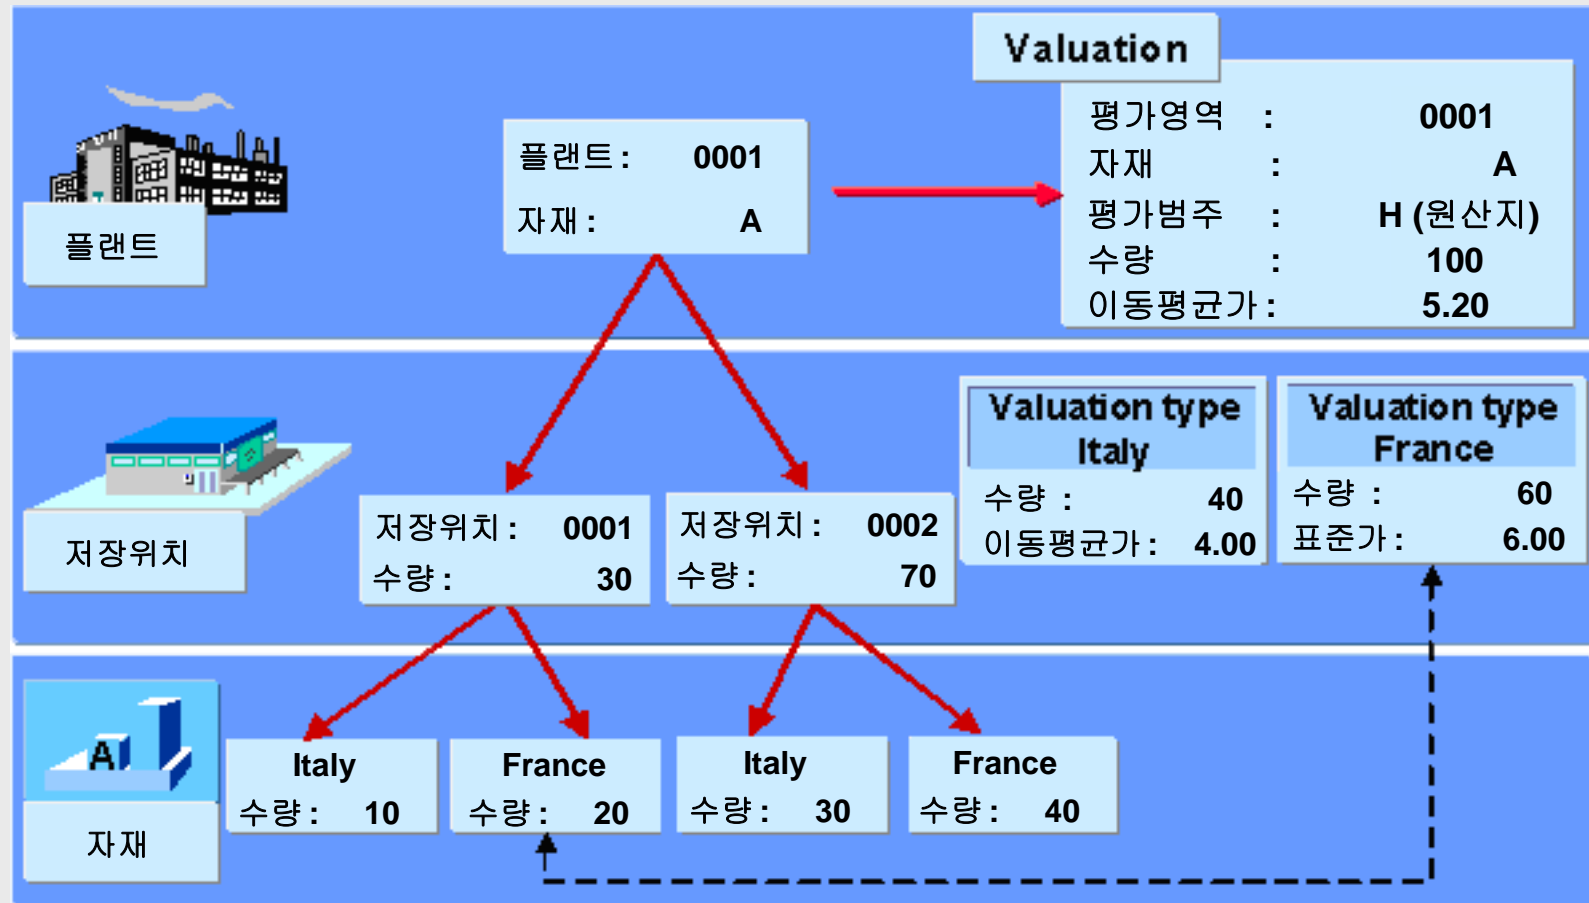 Valuation
평가영역 : 0001
자재 : A
평가범주 : H (원산지)
수량 : 100
이동평균가 : 5.20
플랜트 : 0001
자재 : A
플랜트
Valuation type
Italy
수량 : 40
이동평균가 : 4.00
Valuation type
France
수량 : 60
표준가 : 6.00
저장위치 : 0001
수량 : 30
저장위치 : 0002
수량 : 70
저장위치
A
자재
Italy
수량 : 10
France
수량 : 20
Italy
수량 : 30
France
수량 : 40